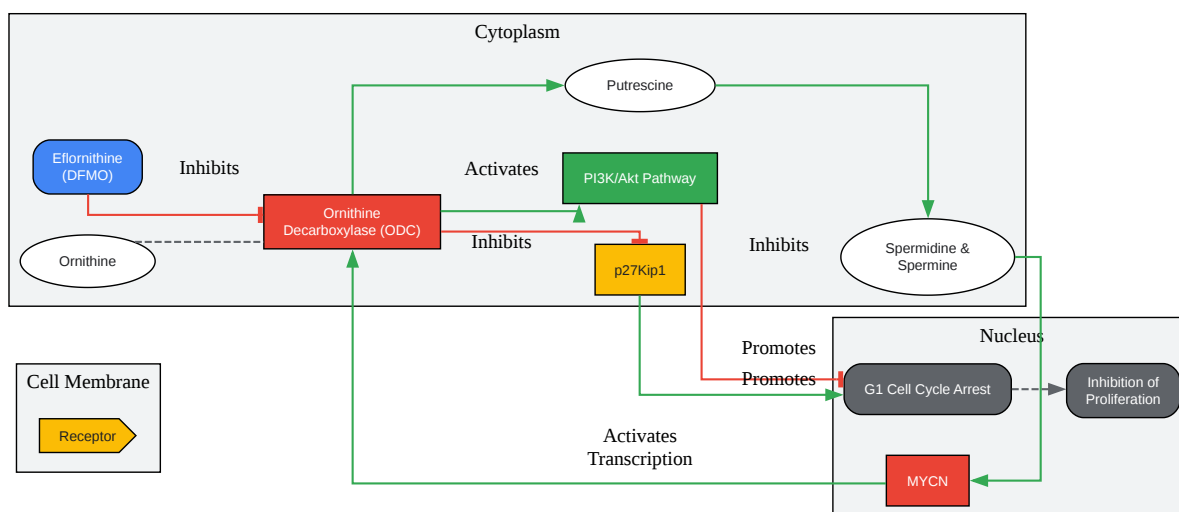 Cytoplasm
Putrescine
Eflornithine
(DFMO)
Inhibits
Activates
PI3K/Akt Pathway
Ornithine
Decarboxylase (ODC)
Inhibits
Inhibits
Ornithine
p27Kip1
Spermidine &
Spermine
Nucleus
Promotes
Promotes
G1 Cell Cycle Arrest
Inhibition of
Proliferation
Cell Membrane
Receptor
Activates
Transcription
MYCN